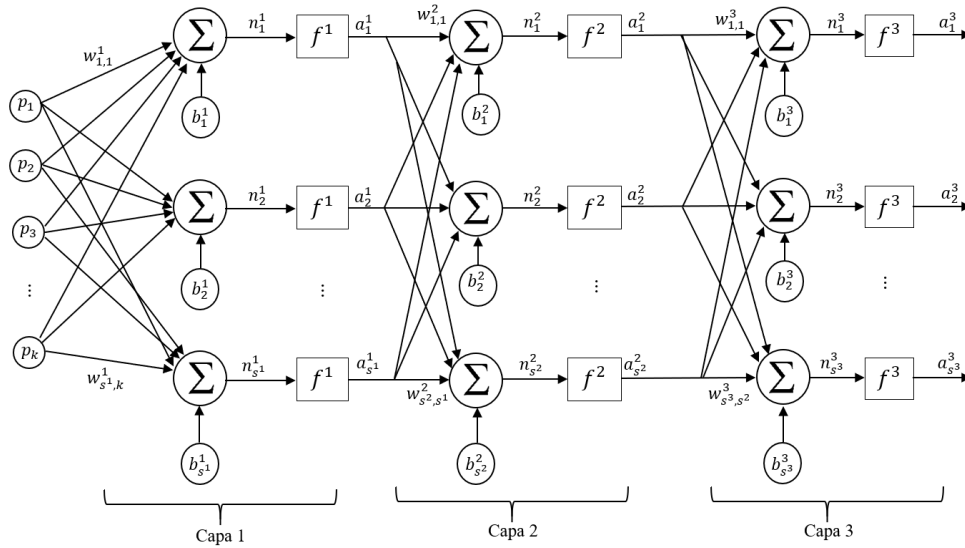 w¹₁,₁ n¹₁ f¹ a¹₁ w²₁,₁ n²₁ f² a²₁ w³₁,₁ n³₁ f³ a³₁
∑ ∑ ∑
p₁ b¹₁ b²₁ b³₁
p₂ n¹₂ f¹ a¹₂ n²₂ f² a²₂ n³₂ f³ a³₂
∑ ∑ ∑
p₃
b¹₂ b²₂ b³₂
⋮ ⋮ ⋮ ⋮
pₖ n¹ₛ¹ f¹ a¹ₛ¹ n²ₛ² f² a²ₛ² n³ₛ³ f³ a³ₛ³
∑ ∑ ∑
w¹ₛ¹,ₖ w²ₛ²,ₛ¹ w³ₛ³,ₛ²
b¹ₛ¹ b²ₛ² b³ₛ³
Capa 1 Capa 2 Capa 3